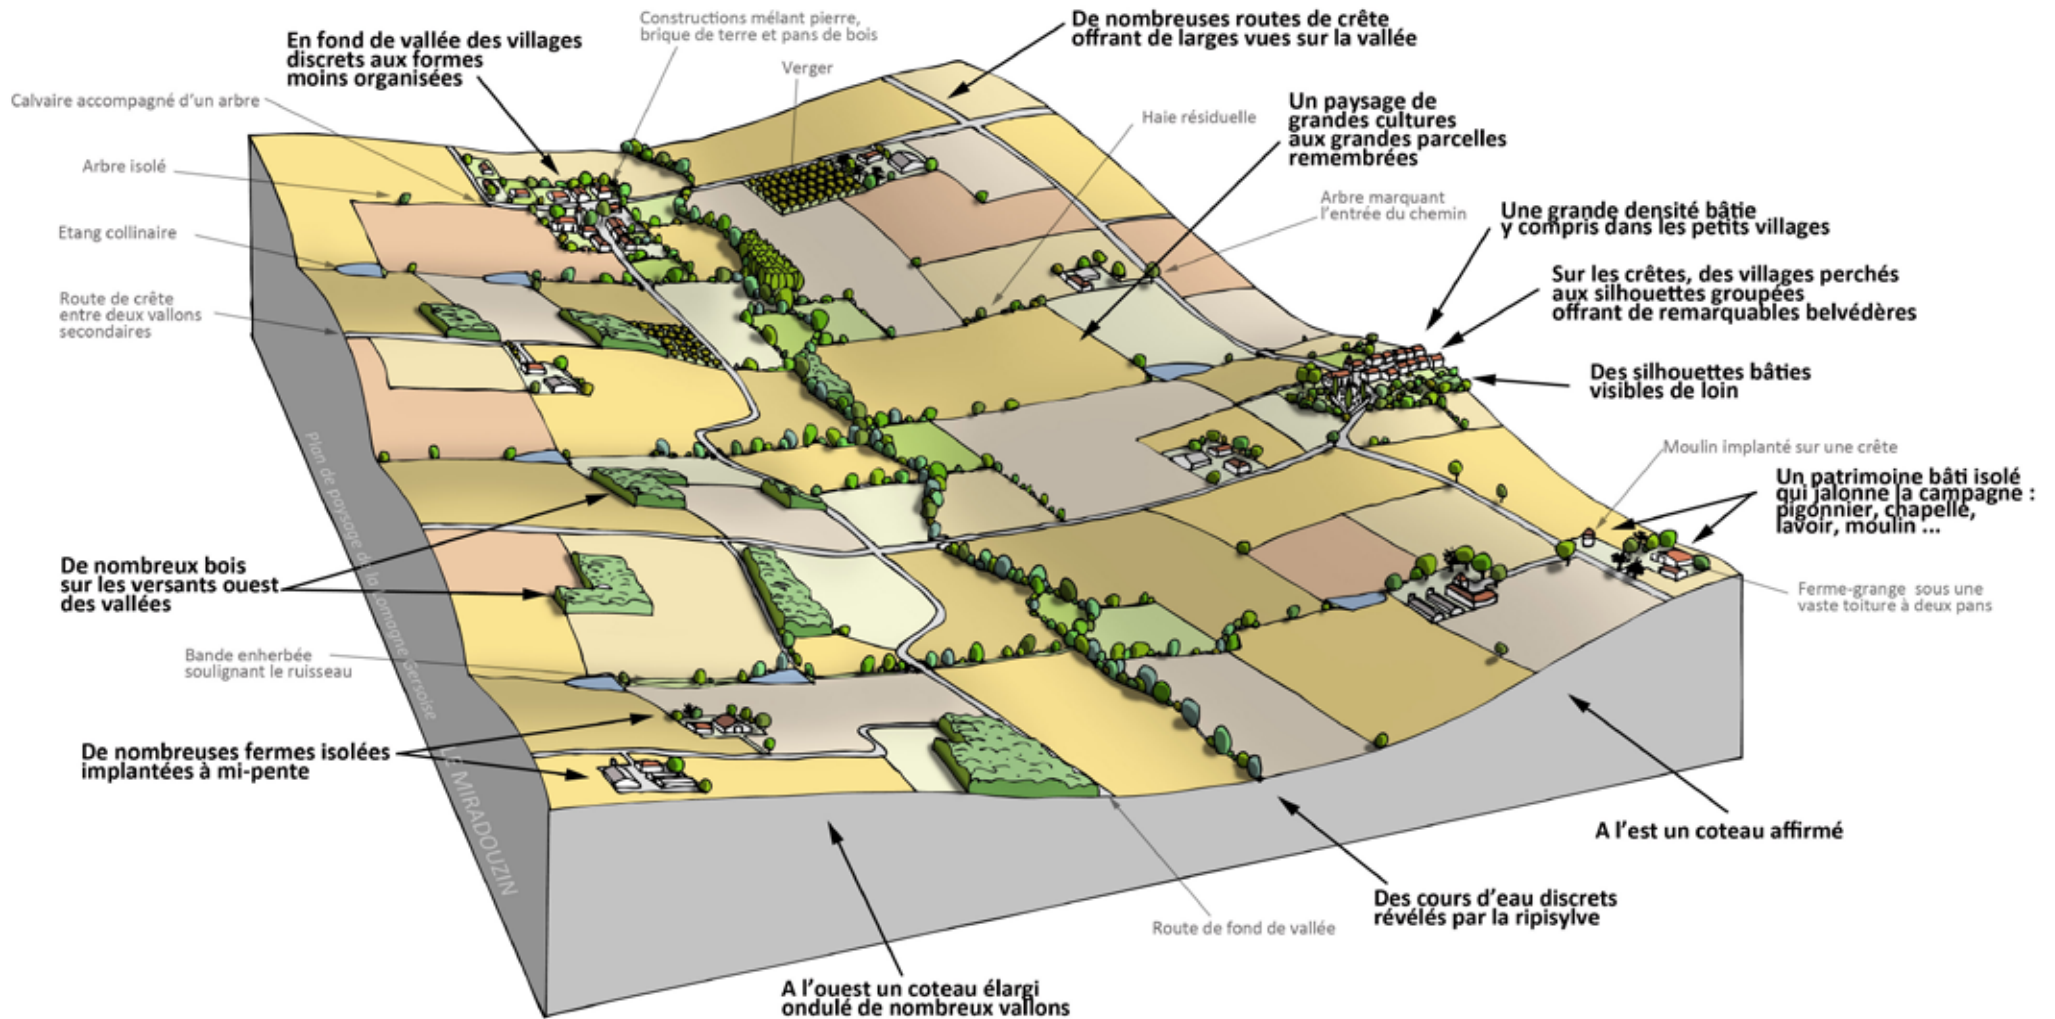 Constructions mélant pierre,
brique de terre et pans de bois
De nombreuses routes de crête
offrant de larges vues sur la vallée
En fond de vallée des villages
discrets aux formes
moins organisées
Verger
Calvaire accompagné d'un arbre
Un paysage de
grandes cultures
aux grandes parcelles
remembrées
Haie résiduelle
Arbre isolé
Arbre marquant
l'entrée du chemin
Une grande densité bâtie
y compris dans les petits villages
Etang collinaire
Sur les crêtes, des villages perchés
aux silhouettes groupées
offrant de remarquables belvédères
Route de crête
entre deux vallons
secondaires
Des silhouettes bâties
visibles de loin
Moulin implanté sur une crête
Un patrimoine bâti isolé
qui jalonne la campagne :
pigonnier, chapelle,
lavoir, moulin ...
Plan de paysage de la Lomagne Gersoise
LE MIRADOUZIN
De nombreux bois
sur les versants ouest
des vallées
Ferme-grange sous une
vaste toiture à deux pans
Bande enherbée
soulignant le ruisseau
De nombreuses fermes isolées
implantées à mi-pente
A l'est un coteau affirmé
Des cours d'eau discrets
révélés par la ripisylve
Route de fond de vallée
A l'ouest un coteau élargi
ondulé de nombreux vallons